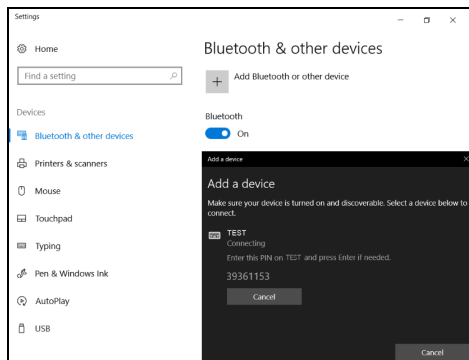 Settings
Home
Find a setting
Devices
Bluetooth & other devices
Printers & scanners
Mouse
Touchpad
Typing
Pen & Windows Ink
AutoPlay
USB
Bluetooth & other devices
Add Bluetooth or other device
Bluetooth
On
Add a device
Add a device
Make sure your device is turned on and discoverable. Select a device below to
connect.
TEST
Connecting
Enter this PIN on TEST and press Enter if needed.
39361153
Cancel
Cancel